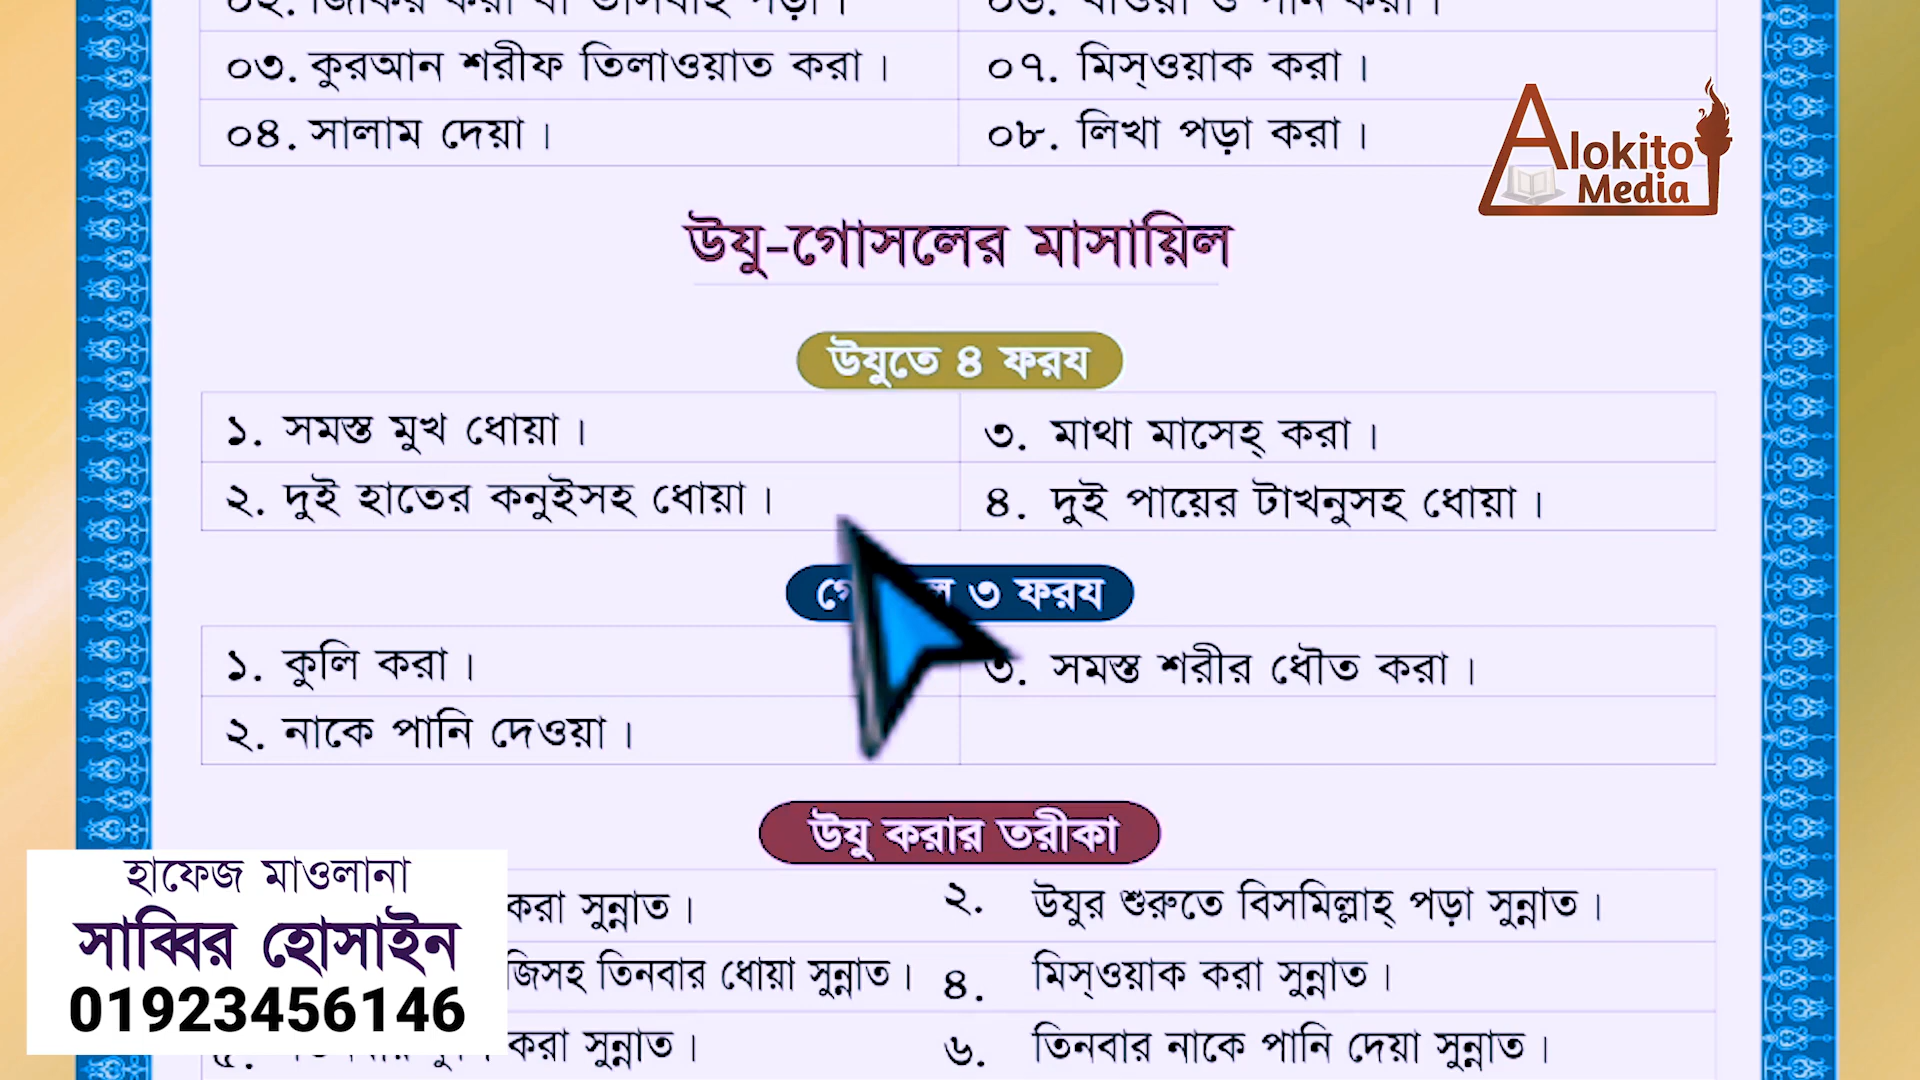 ০৩. কুরআন শরীফ তিলাওয়াত করা।
০৭. মিস্ওয়াক করা।
০৪. সালাম দেয়া।
০৮. লিখা পড়া করা।
Alokito
Media
উযু-গোসলের মাসায়িল
উযুতে ৪ ফরয
১. সমস্ত মুখ ধোয়া।
৩. মাথা মাসেহ্ করা।
২. দুই হাতের কনুইসহ ধোয়া।
৪. দুই পায়ের টাখনুসহ ধোয়া।
৩ ফরয
১. কুলি করা।
৩. সমস্ত শরীর ধৌত করা।
২. নাকে পানি দেওয়া।
উযু করার তরীকা
করা সুন্নাত।
২. উযুর শুরুতে বিসমিল্লাহ্ পড়া সুন্নাত।
তিনবার ধোয়া সুন্নাত।
৪. মিস্ওয়াক করা সুন্নাত।
করা সুন্নাত।
৬. তিনবার নাকে পানি দেয়া সুন্নাত।
হাফেজ মাওলানা
সাব্বির হোসাইন
01923456146